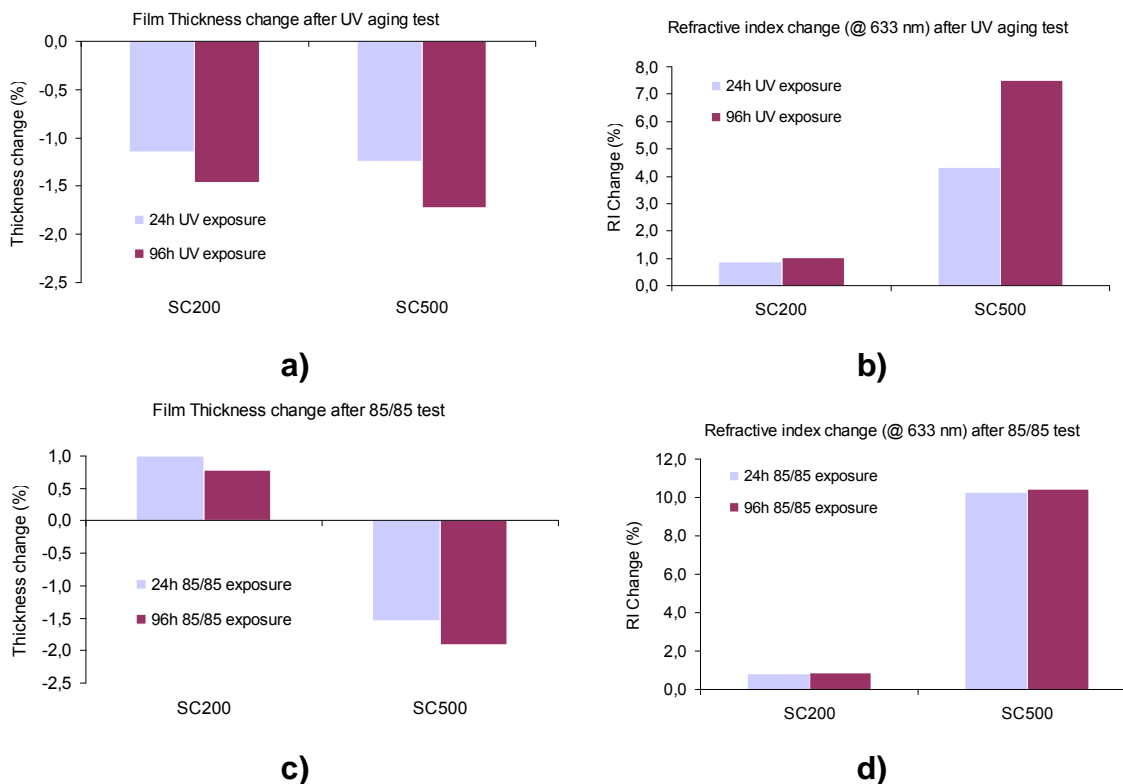 Film Thickness change after UV aging test
0,0
-0,5
-1,0
-1,5
-2,0
-2,5
Thickness change (%)
24h UV exposure
96h UV exposure
SC200
SC500
a)
Refractive index change (@ 633 nm) after UV aging test
8,0
7,0
6,0
5,0
4,0
3,0
2,0
1,0
0,0
RI Change (%)
24h UV exposure
96h UV exposure
SC200
SC500
b)
Film Thickness change after 85/85 test
1,0
0,5
0,0
-0,5
-1,0
-1,5
-2,0
-2,5
Thickness change (%)
24h 85/85 exposure
96h 85/85 exposure
SC200
SC500
c)
Refractive index change (@ 633 nm) after 85/85 test
12,0
10,0
8,0
6,0
4,0
2,0
0,0
RI Change (%)
24h 85/85 exposure
96h 85/85 exposure
SC200
SC500
d)